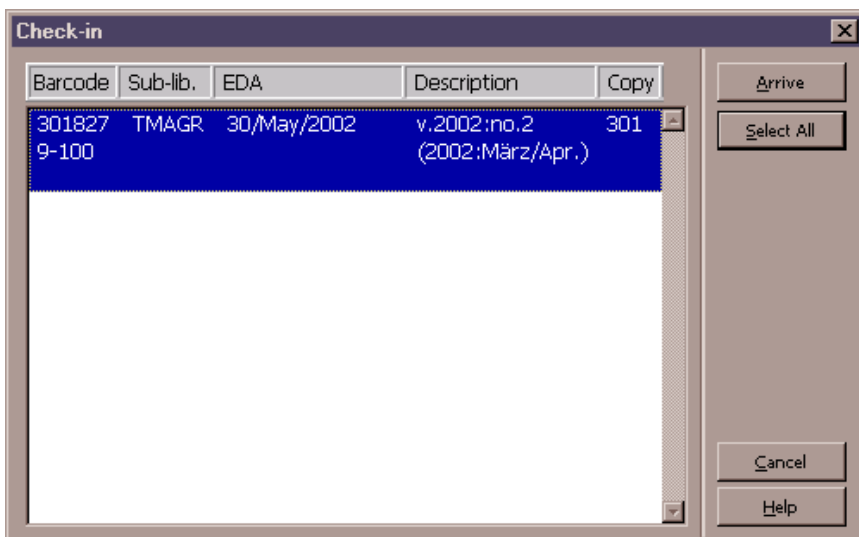 Check-in
Barcode Sub-lib. EDA Description Copy
301827 TMAGR 30/May/2002 v.2002:no.2 301
9-100 (2002:März/Apr.)
Arrive
Select All
Cancel
Help